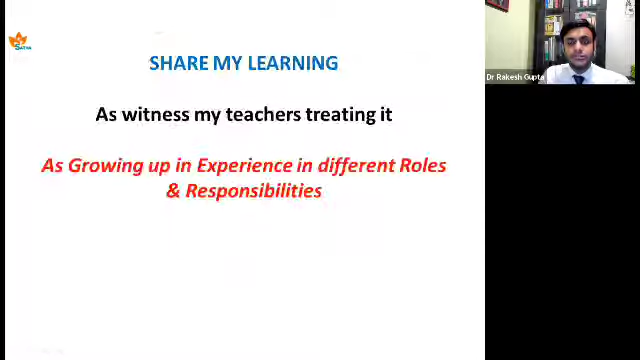 SATVA
SHARE MY LEARNING
As witness my teachers treating it
As Growing up in Experience in different Roles
& Responsibilities
Dr Rakesh Gupta